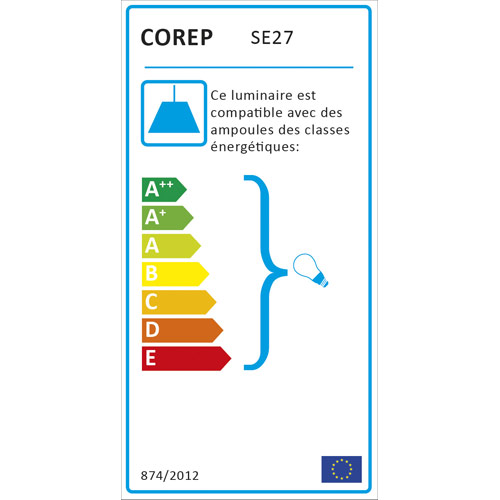 COREP SE27
Ce luminaire est
compatible avec des
ampoules des classes
énergétiques:
A++
A+
A
B
C
D
E
874/2012